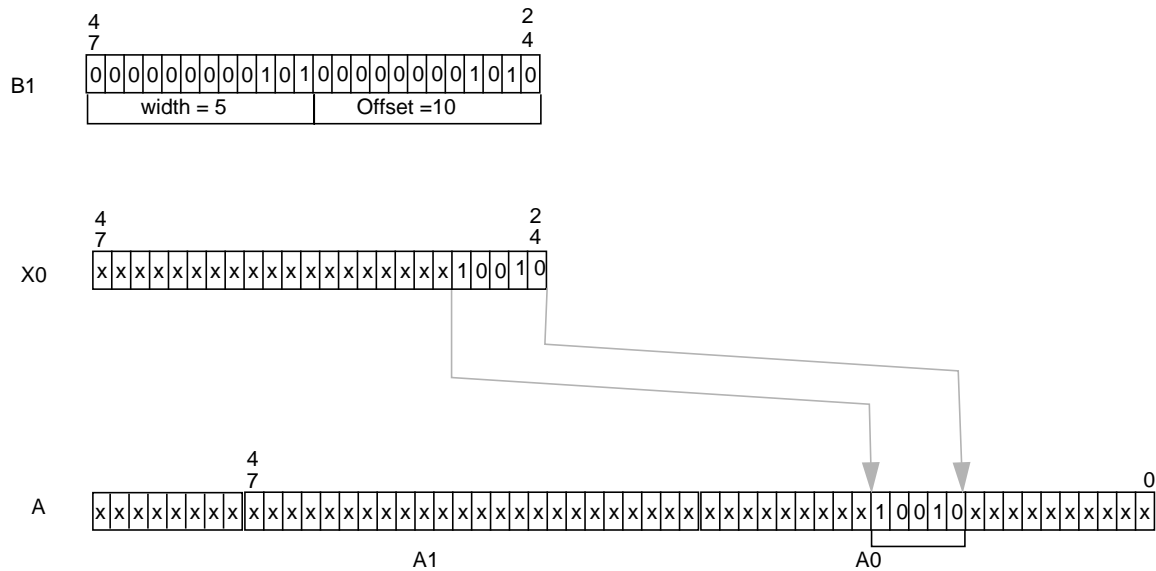 4 2
7 4
B1 0 0 0 0 0 0 0 0 0 1 0 1 0 0 0 0 0 0 0 0 1 0 1 0
width = 5 Offset =10
4 2
7 4
X0 x x x x x x x x x x x x x x x x x x x 1 0 0 1 0
4
7 0
A x x x x x x x x x x x x x x x x x x x x x x x x x x x x x x x x x x x x x x x x x 1 0 0 1 0 x x x x x x x x x x
A1 A0